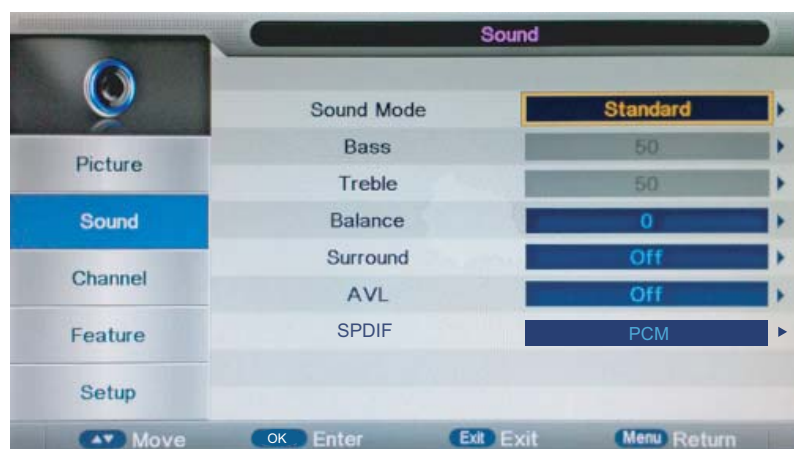 Sound
Sound Mode Standard
Bass 50
Treble 50
Balance 0
Surround Off
AVL Off
SPDIF PCM
Picture
Sound
Channel
Feature
Setup
Move OK Enter Exit Exit Menu Return